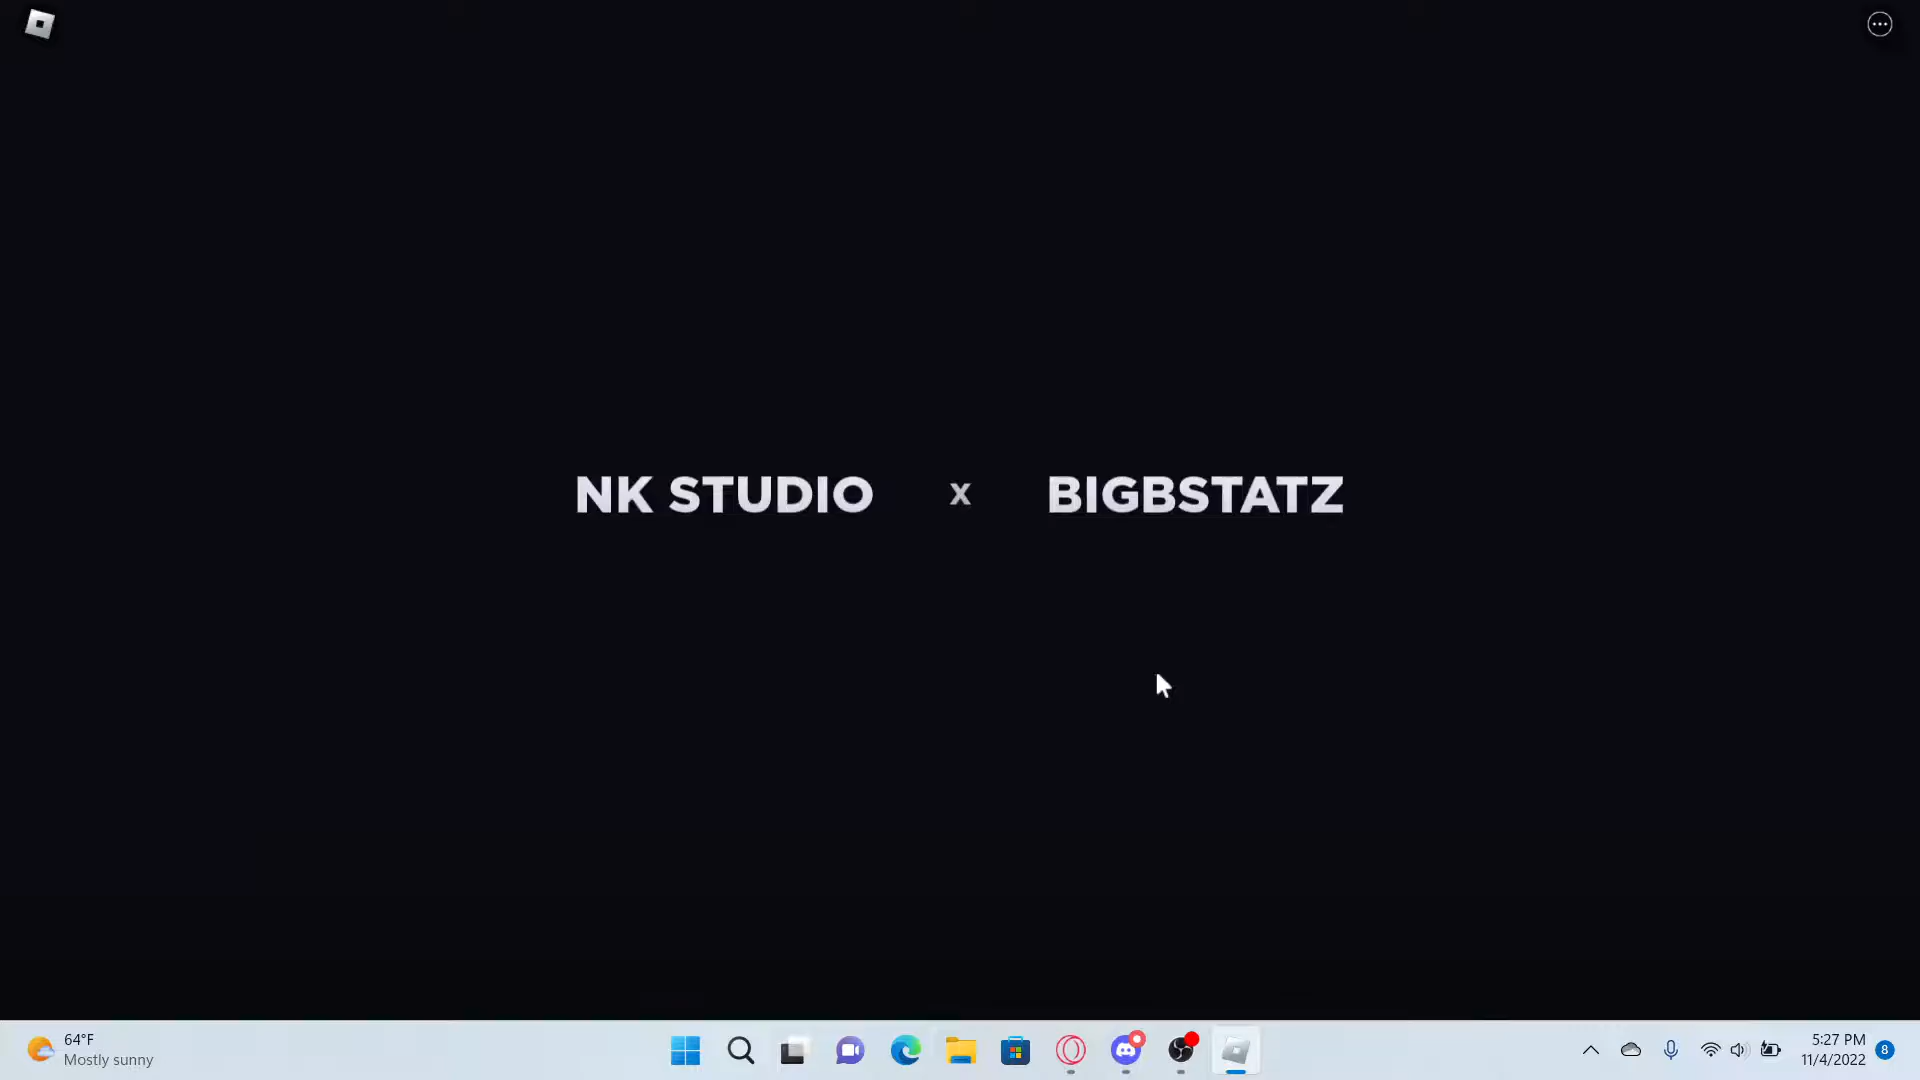 NK STUDIO x BIGBSTATZ
64°F
Mostly sunny
5:27 PM
11/4/2022
8